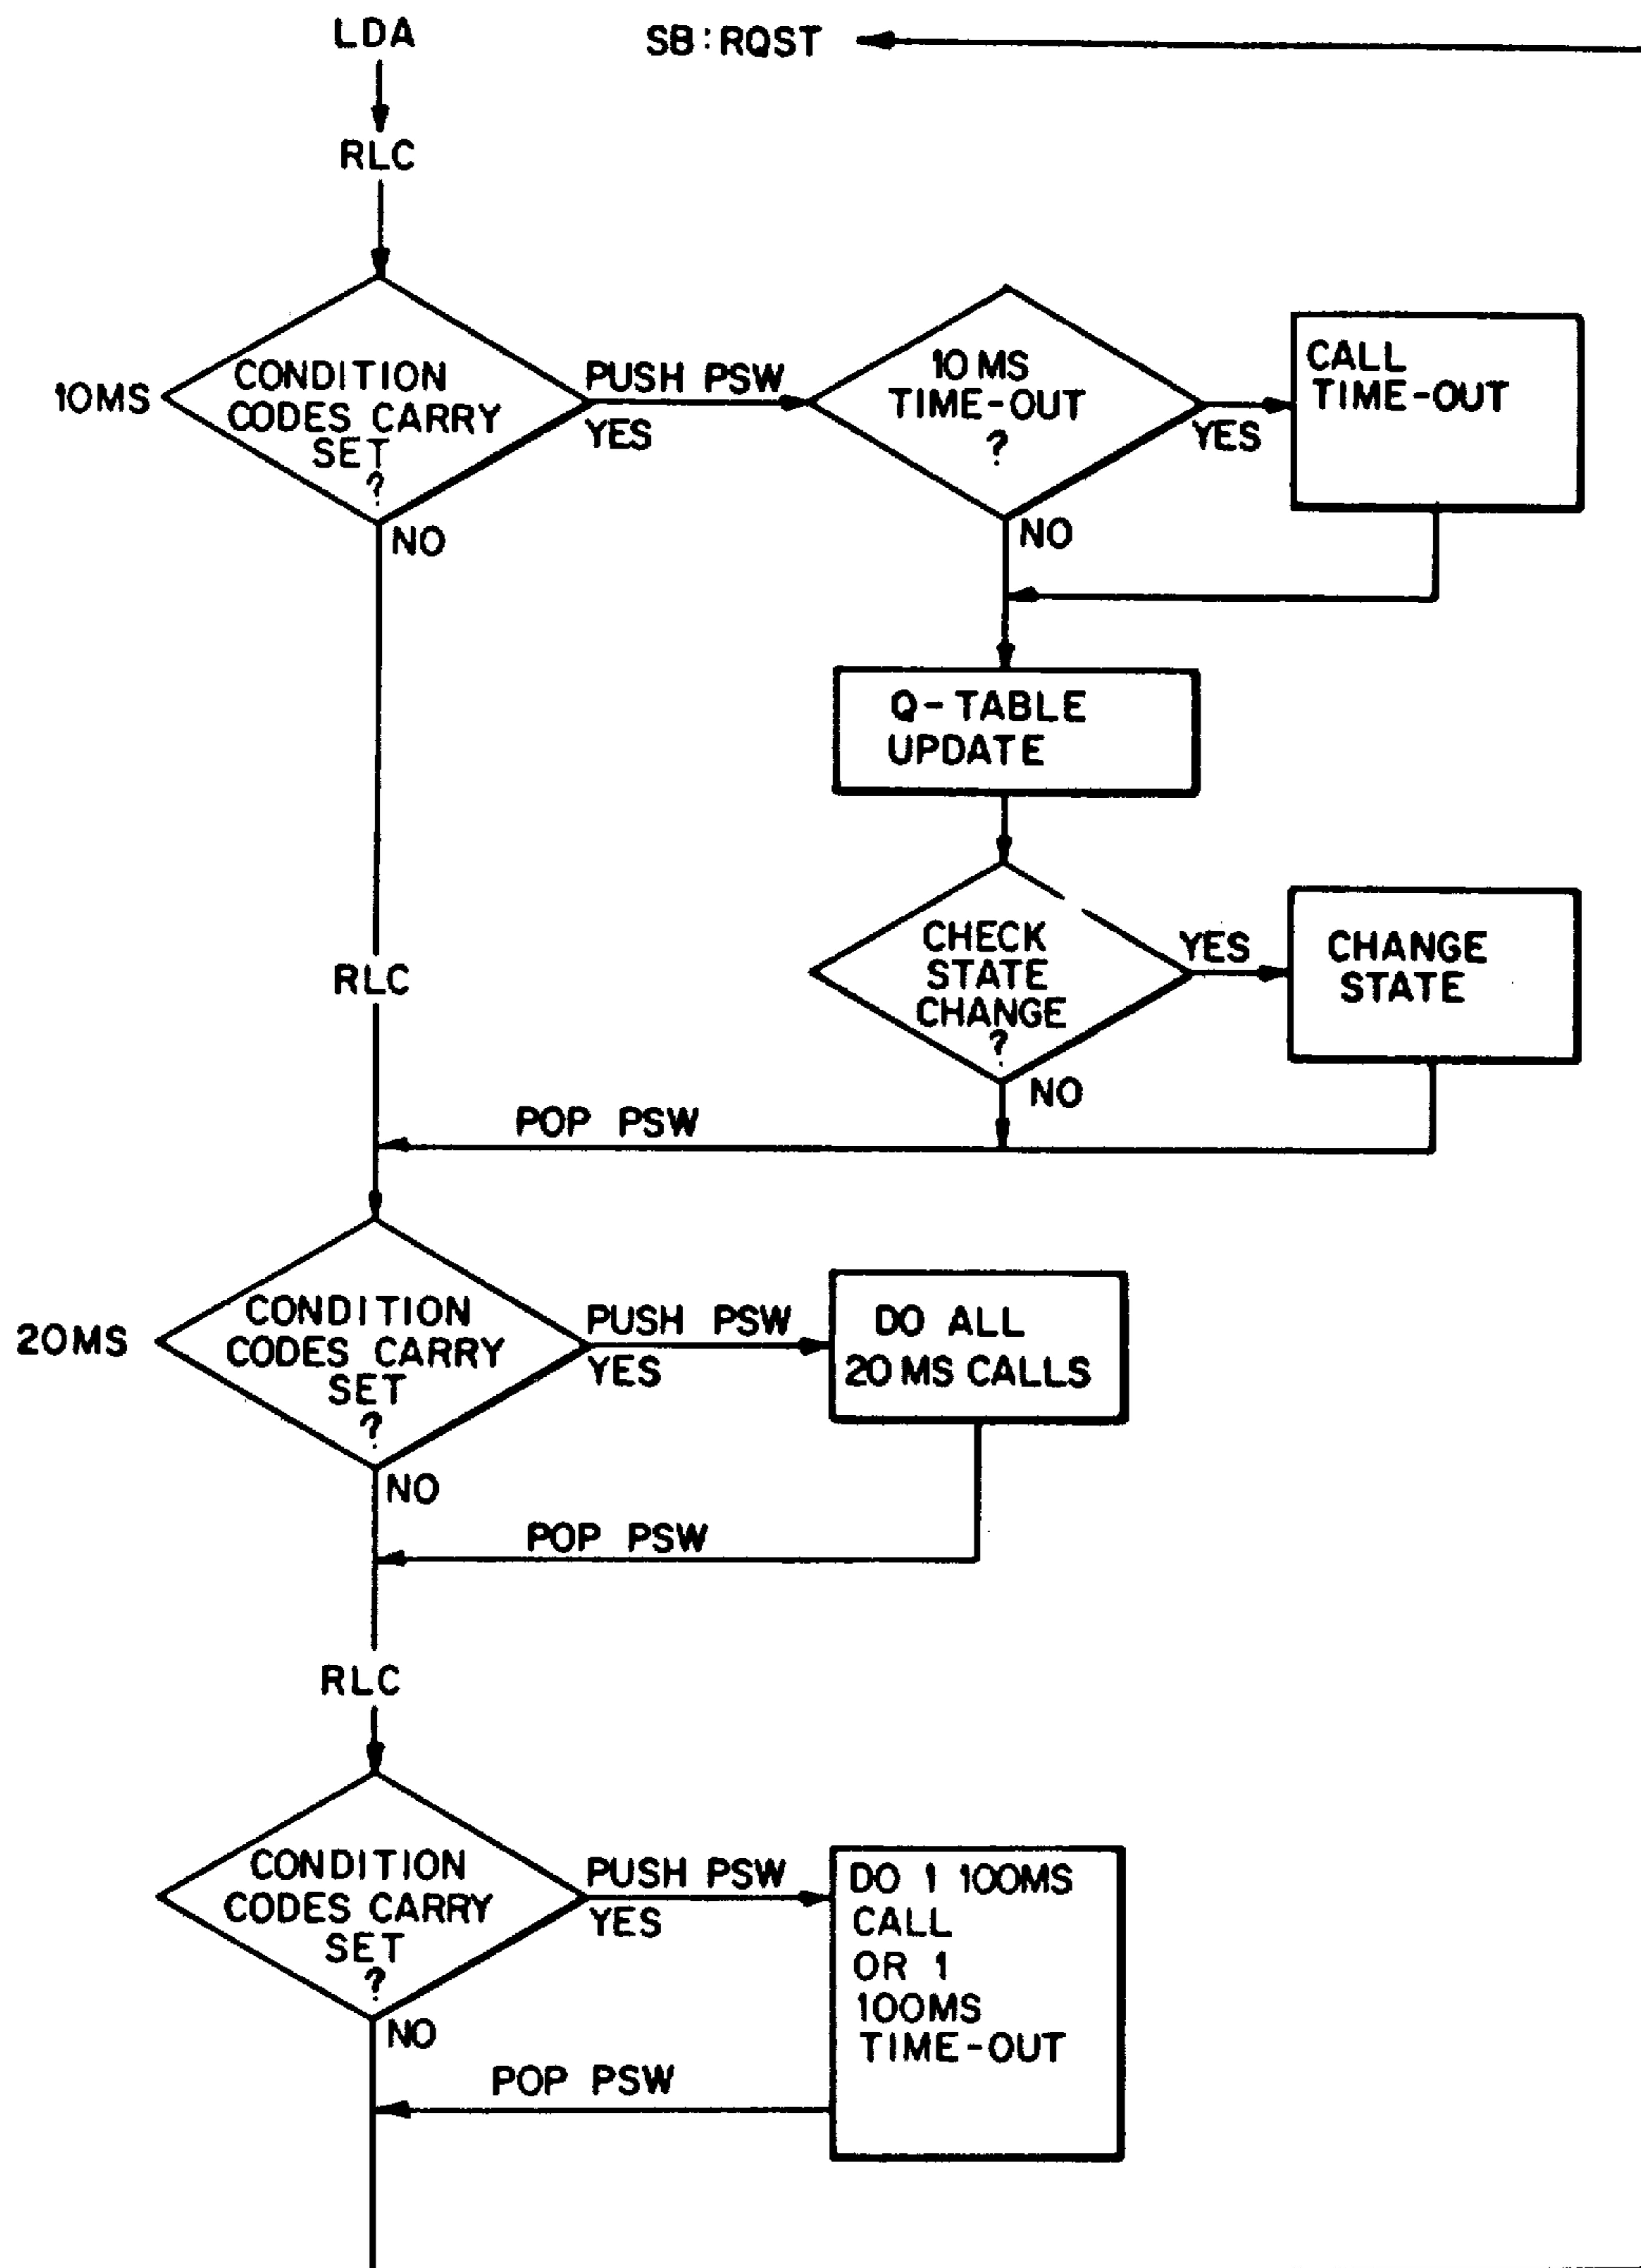 LDA
SB:RQST
RLC
10MS
CONDITION
CODES CARRY
SET
?
PUSH PSW
YES
NO
10 MS
TIME-OUT
?
YES
NO
CALL
TIME-OUT
Q-TABLE
UPDATE
RLC
CHECK
STATE
CHANGE
?
YES
NO
CHANGE
STATE
POP PSW
20MS
CONDITION
CODES CARRY
SET
?
PUSH PSW
YES
NO
DO ALL
20 MS CALLS
POP PSW
RLC
CONDITION
CODES CARRY
SET
?
PUSH PSW
YES
NO
DO 1 100MS
CALL
OR 1
100MS
TIME-OUT
POP PSW